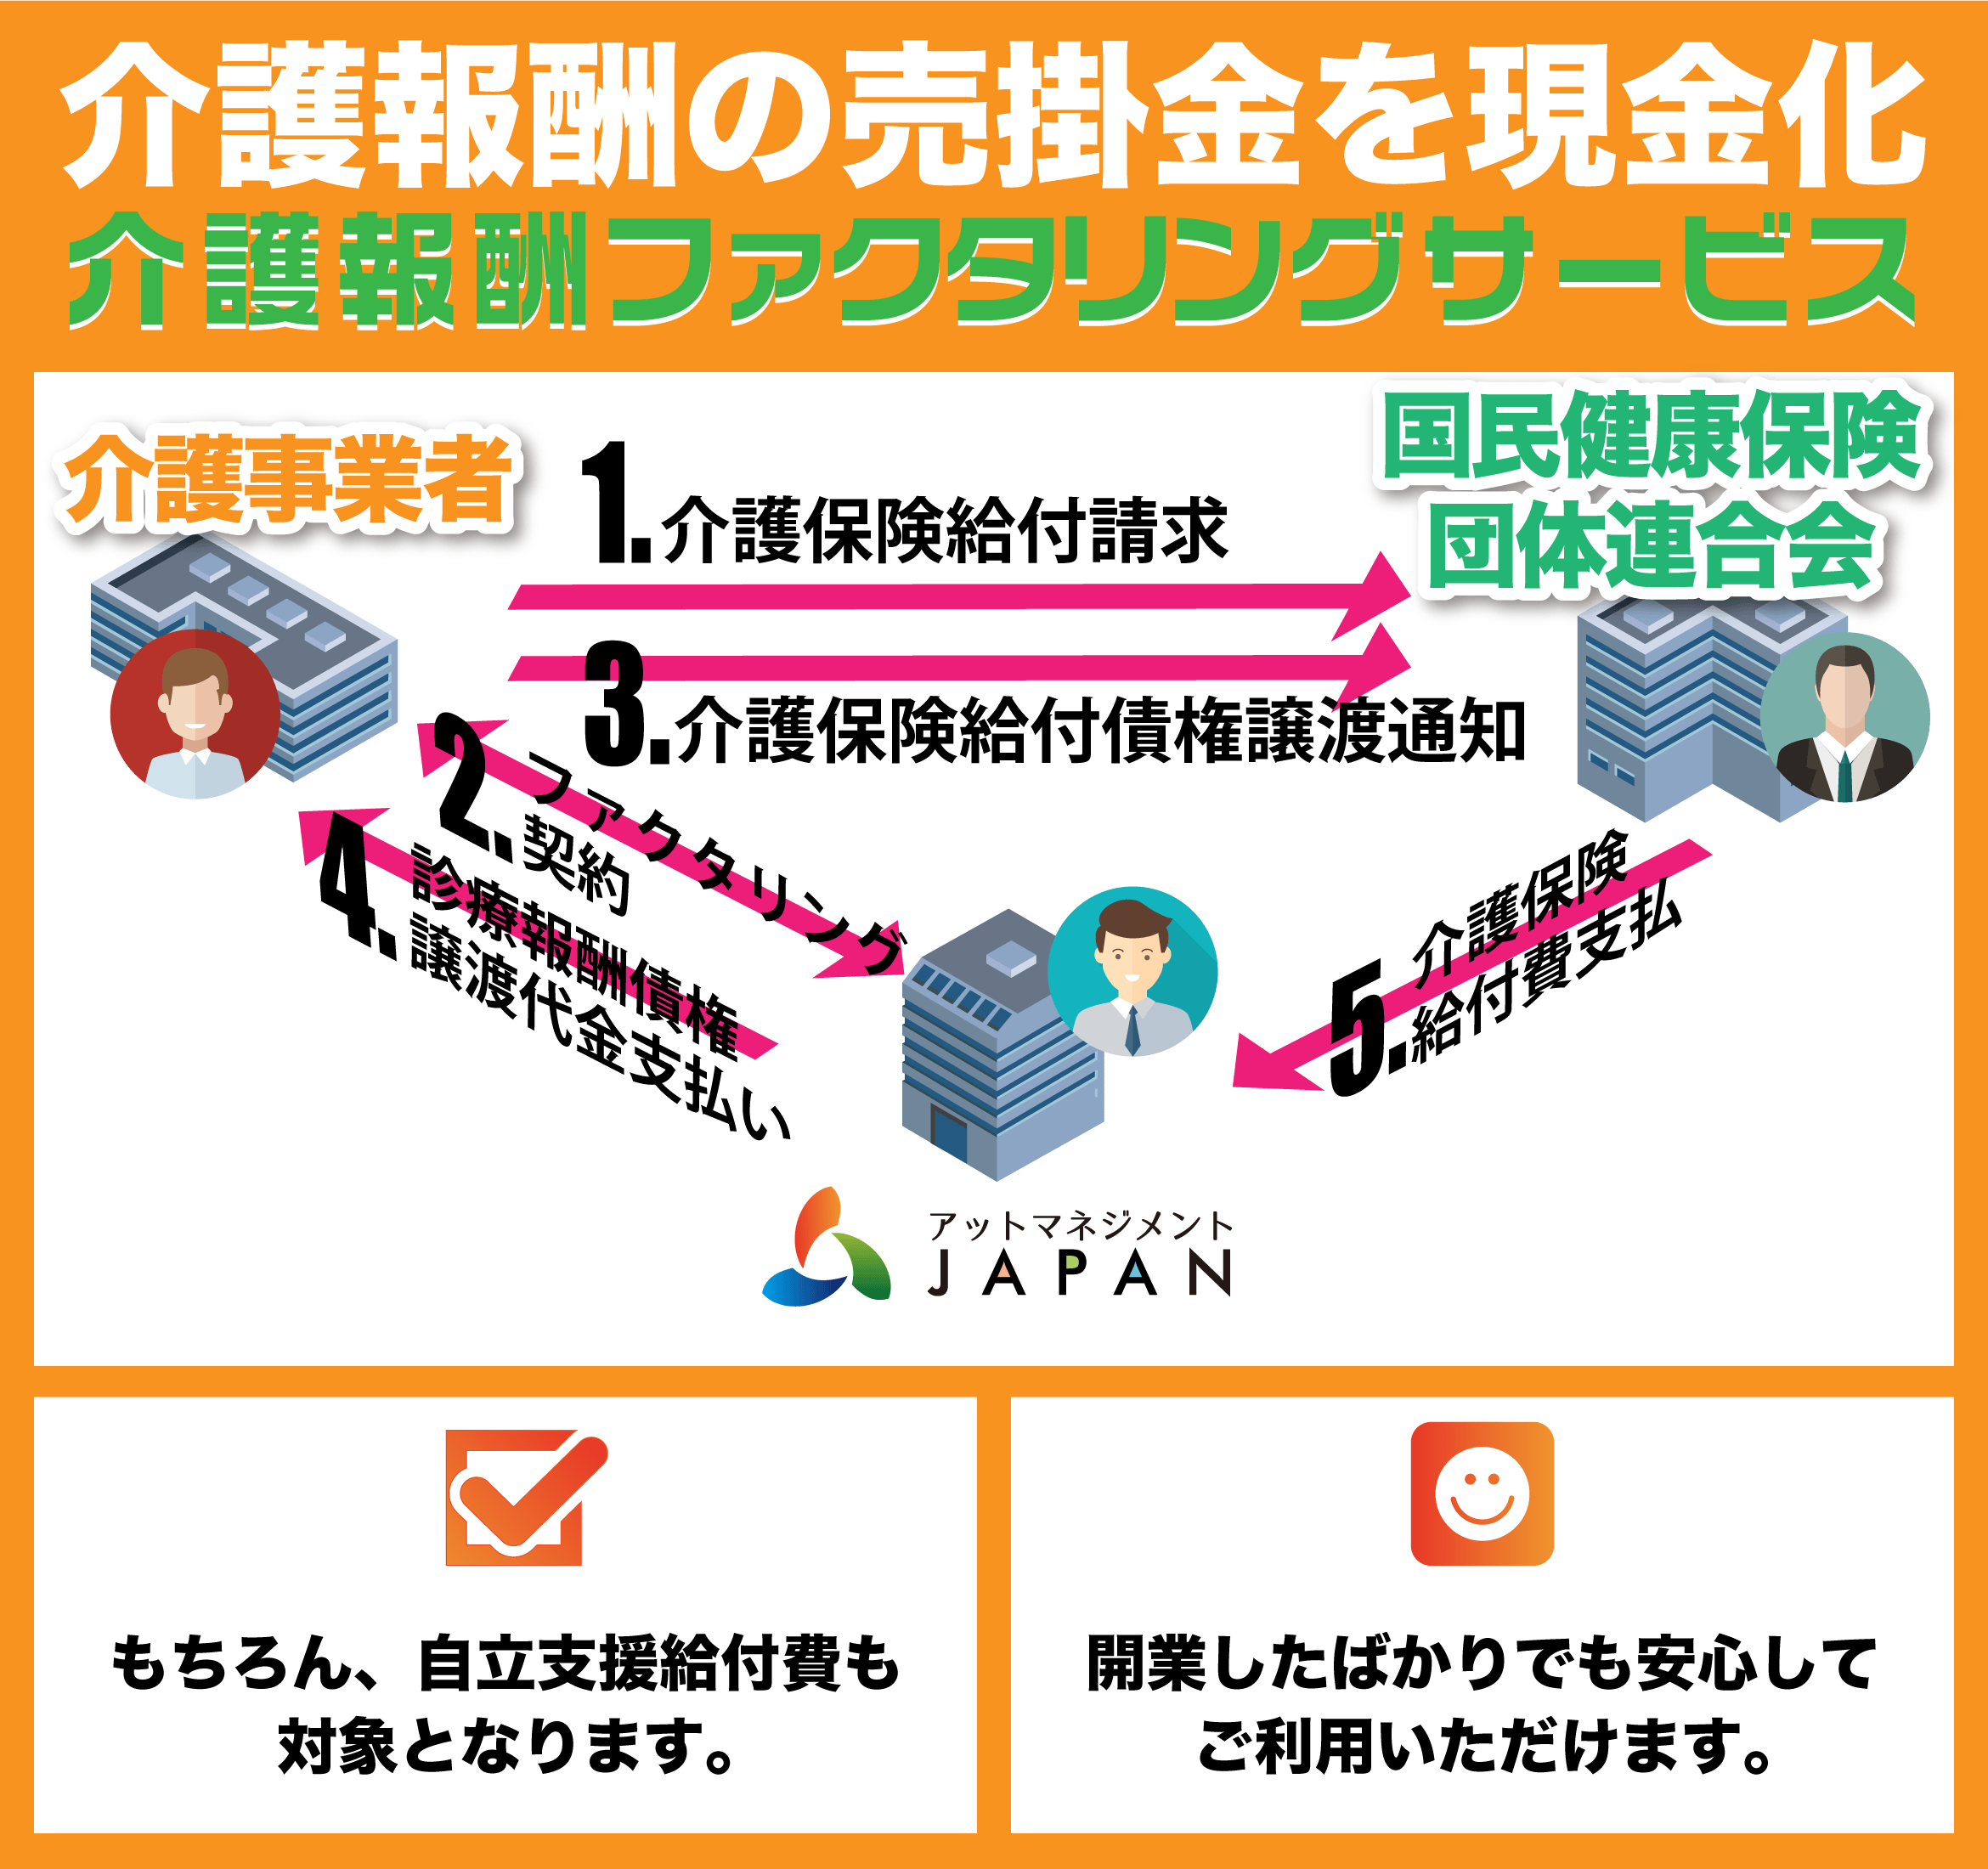 介護報酬の売掛金を現金化
介護報酬ファクタリングサービス
介護事業者
国民健康保険
団体連合会
1.介護保険給付請求
3.介護保険給付債権譲渡通知
2.ファクタリング
契約
4.診療報酬債権
譲渡代金支払い
5.介護保険
給付費支払
アットマネジメント
JAPAN
もちろん、自立支援給付費も
対象となります。
開業したばかりでも安心して
ご利用いただけます。